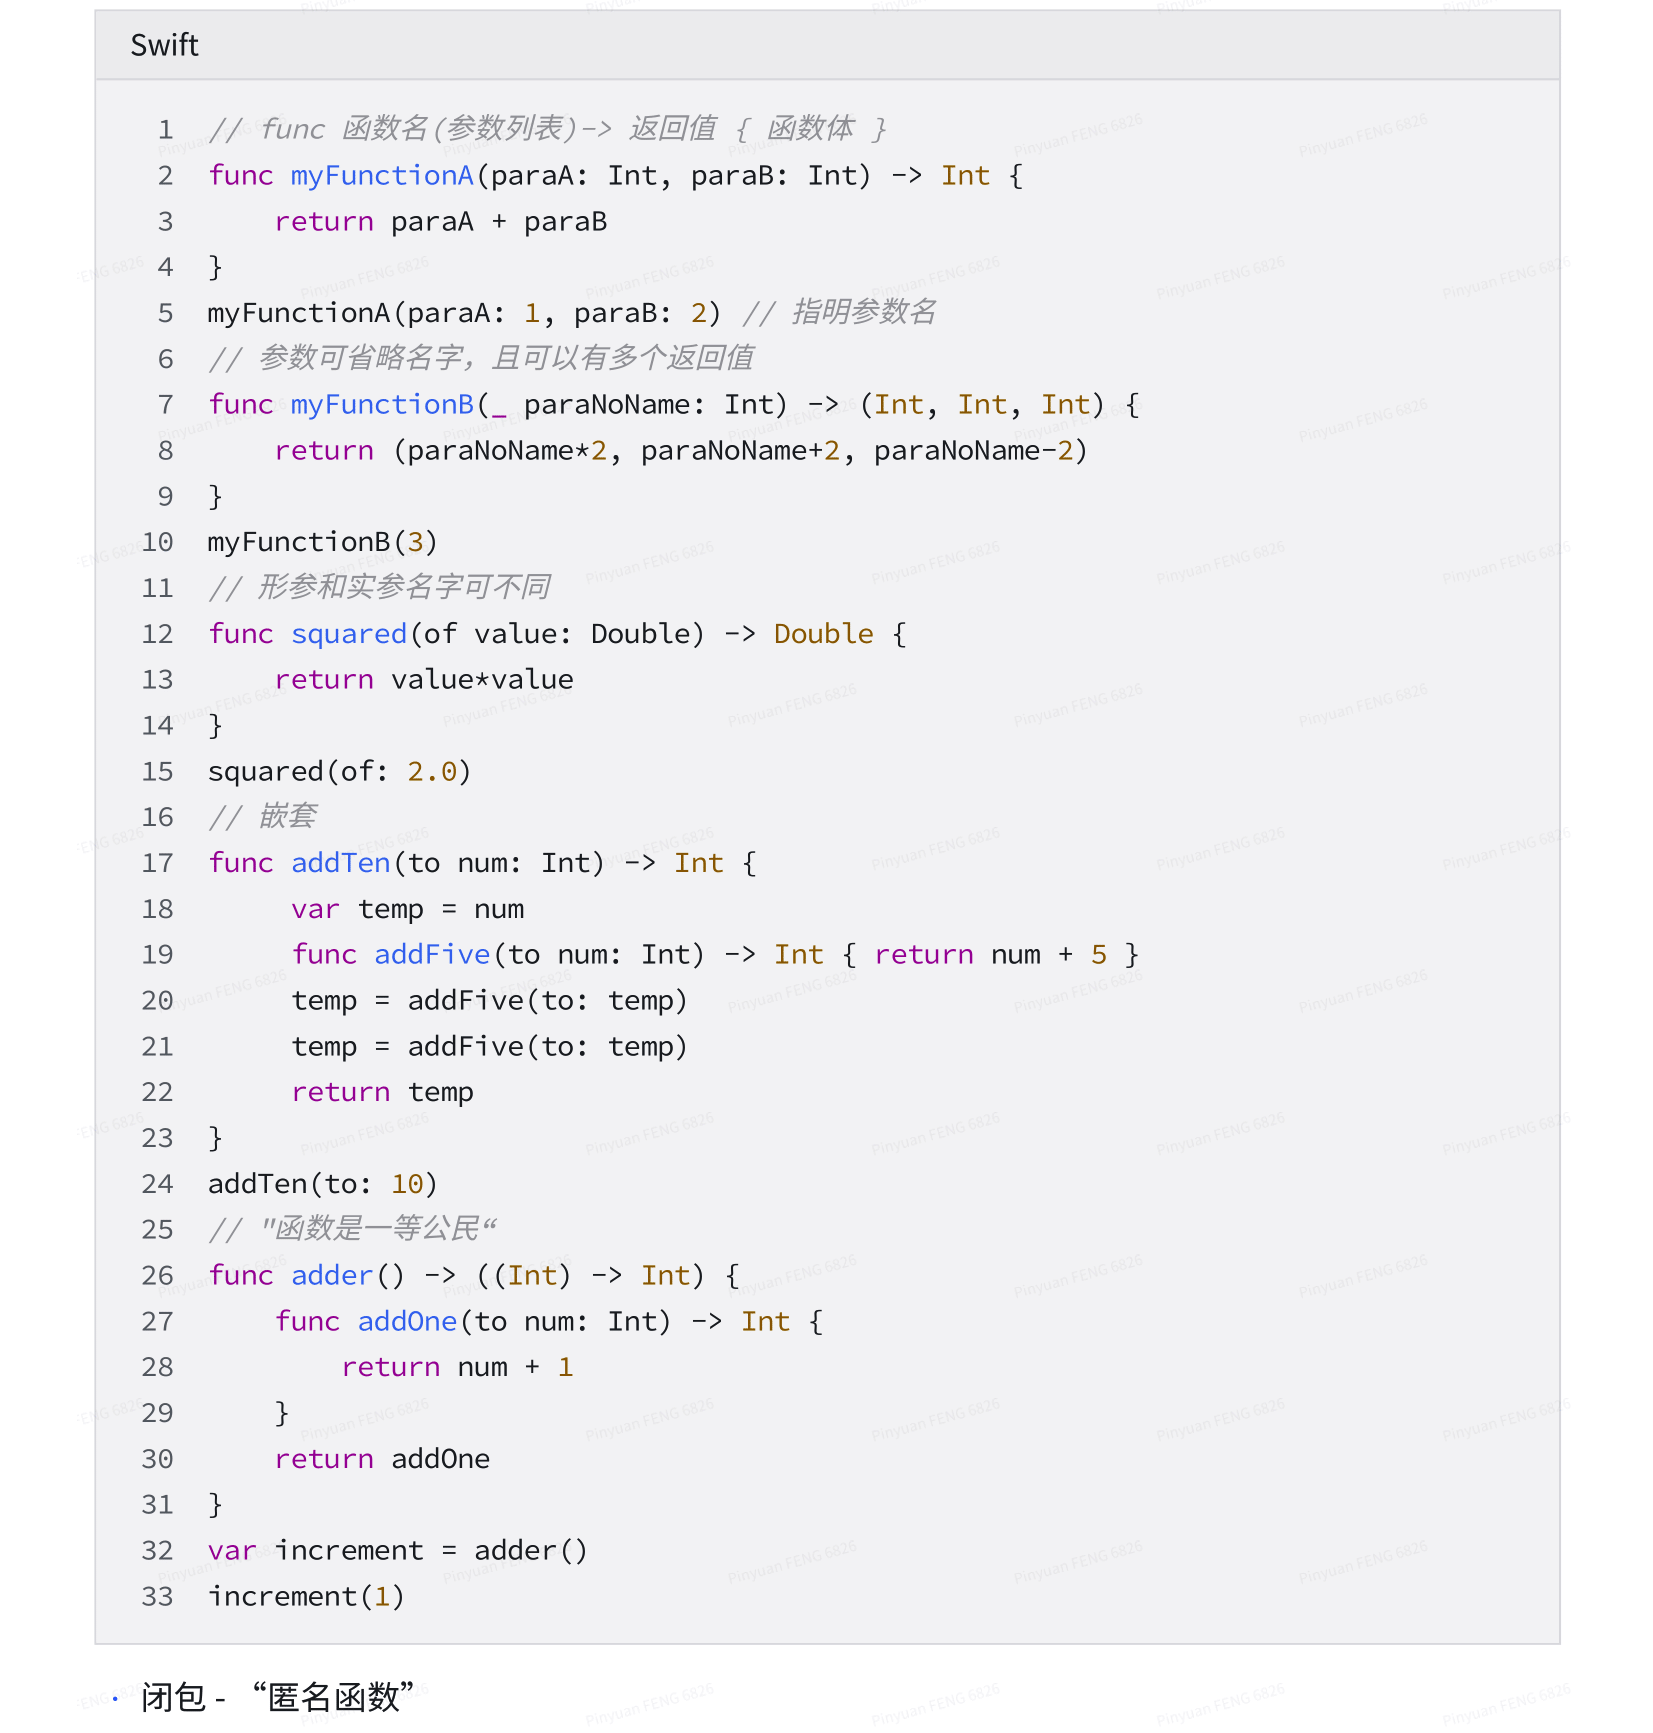 Swift
1 // func 函数名(参数列表)-> 返回值 { 函数体 }
2 func myFunctionA(paraA: Int, paraB: Int) -> Int {
3     return paraA + paraB
4 }
5 myFunctionA(paraA: 1, paraB: 2) // 指明参数名
6 // 参数可省略名字，且可以有多个返回值
7 func myFunctionB(_ paraNoName: Int) -> (Int, Int, Int) {
8     return (paraNoName*2, paraNoName+2, paraNoName-2)
9 }
10 myFunctionB(3)
11 // 形参和实参名字可不同
12 func squared(of value: Double) -> Double {
13     return value*value
14 }
15 squared(of: 2.0)
16 // 嵌套
17 func addTen(to num: Int) -> Int {
18      var temp = num
19      func addFive(to num: Int) -> Int { return num + 5 }
20      temp = addFive(to: temp)
21      temp = addFive(to: temp)
22      return temp
23 }
24 addTen(to: 10)
25 // "函数是一等公民“
26 func adder() -> ((Int) -> Int) {
27     func addOne(to num: Int) -> Int {
28         return num + 1
29     }
30     return addOne
31 }
32 var increment = adder()
33 increment(1)
· 闭包 - “匿名函数”
Pinyuan FENG 6826